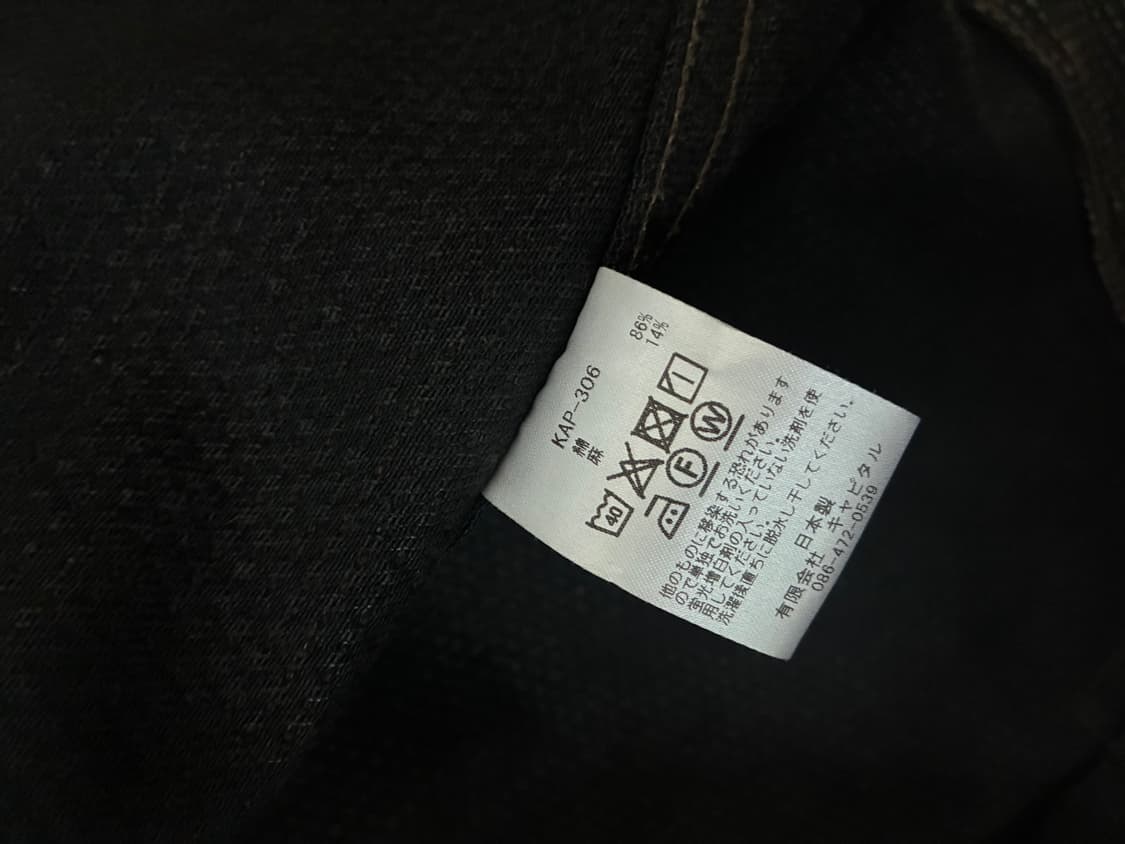 KAP-306
綿 86%
麻 14%
40
F W
他のものに移染する恐れがあります
ので単独でお洗いください。
蛍光増白剤の入っていない洗剤を使
用してください。
洗濯後直ちに脱水し干してください。
日本製
有限会社 キャピタル
086-472-0539